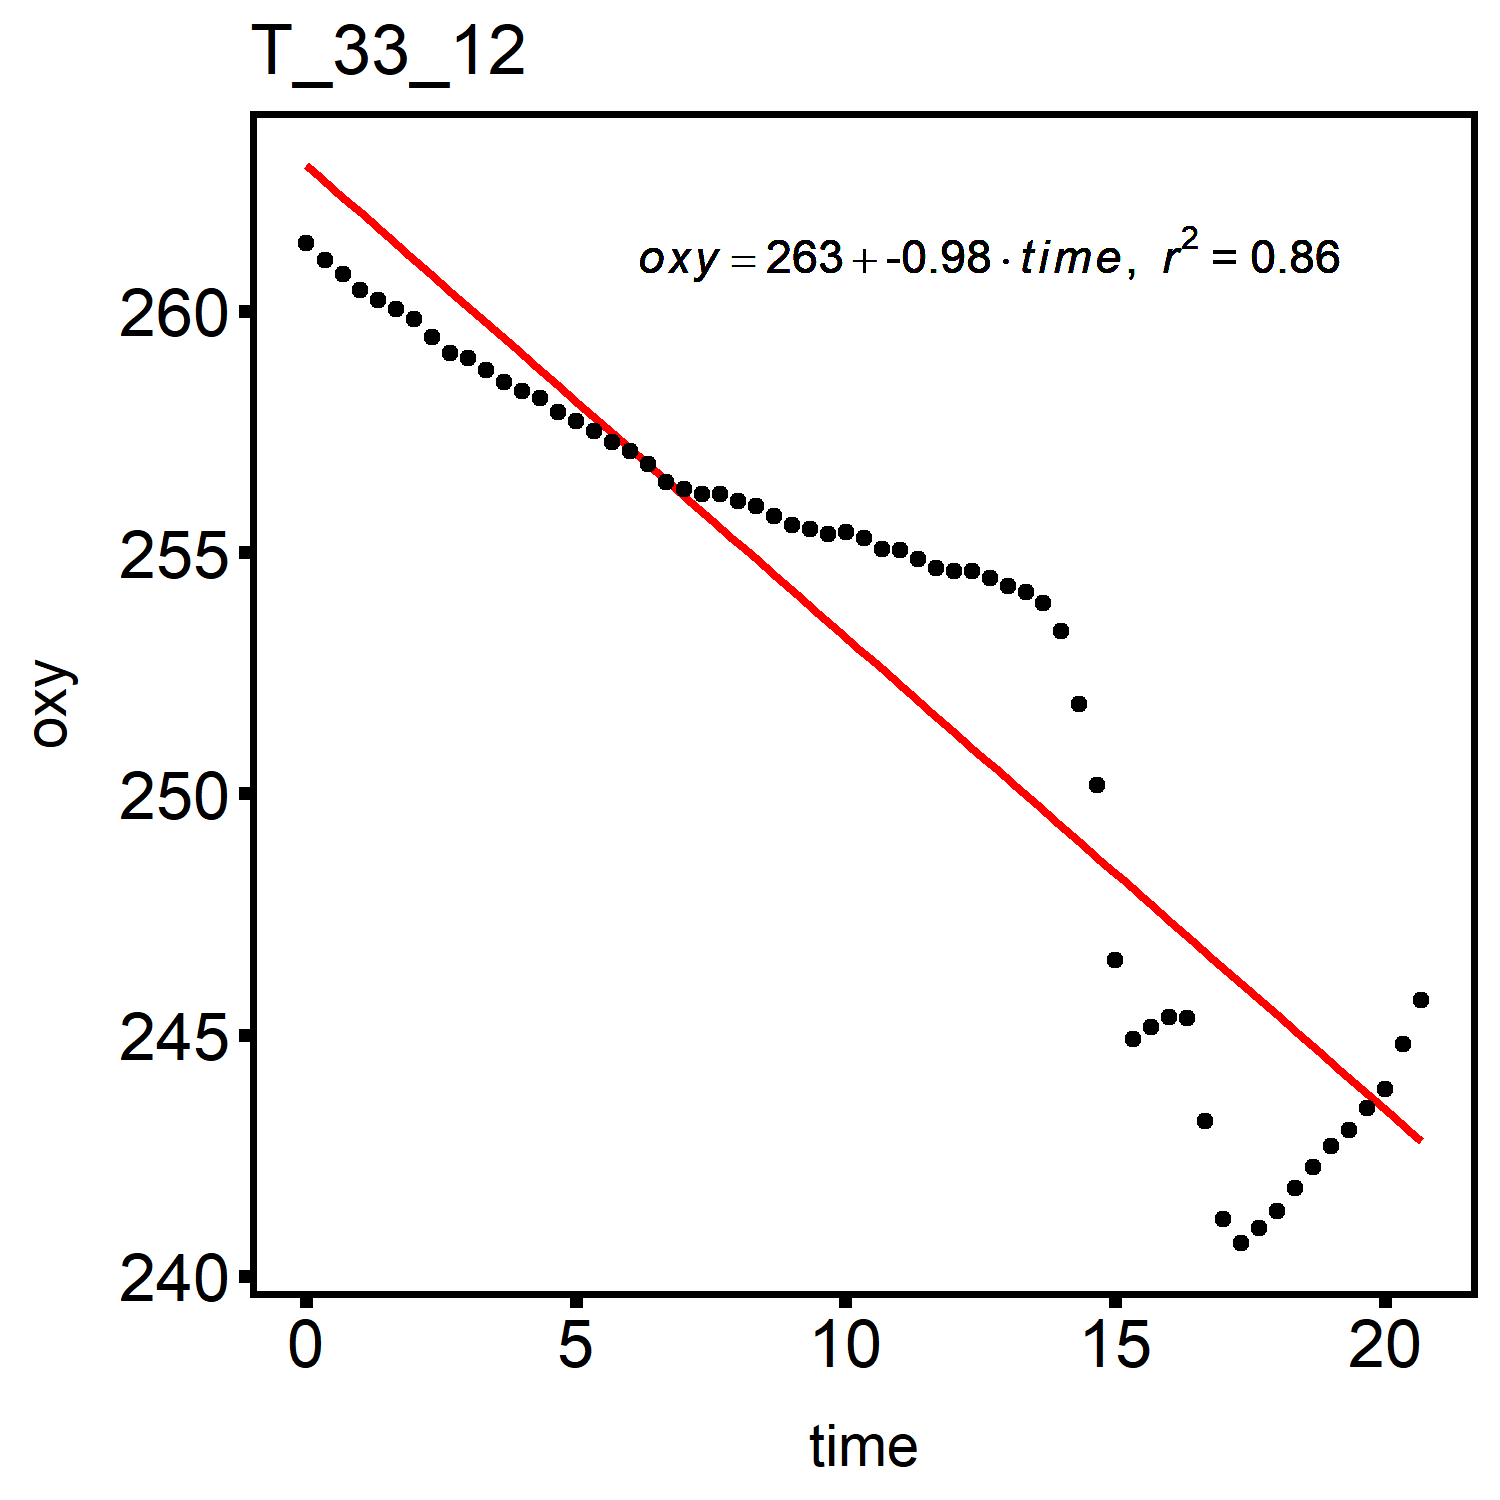 T_33_12
oxy = 263 + -0.98 · time, r² = 0.86
260
255
250
245
240
oxy
0 5 10 15 20
time